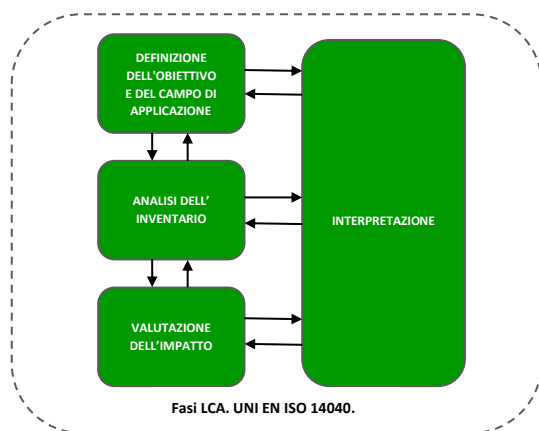 DEFINIZIONE
DELL'OBIETTIVO
E DEL CAMPO DI
APPLICAZIONE
ANALISI DELL'
INVENTARIO
INTERPRETAZIONE
VALUTAZIONE
DELL'IMPATTO
Fasi LCA. UNI EN ISO 14040.